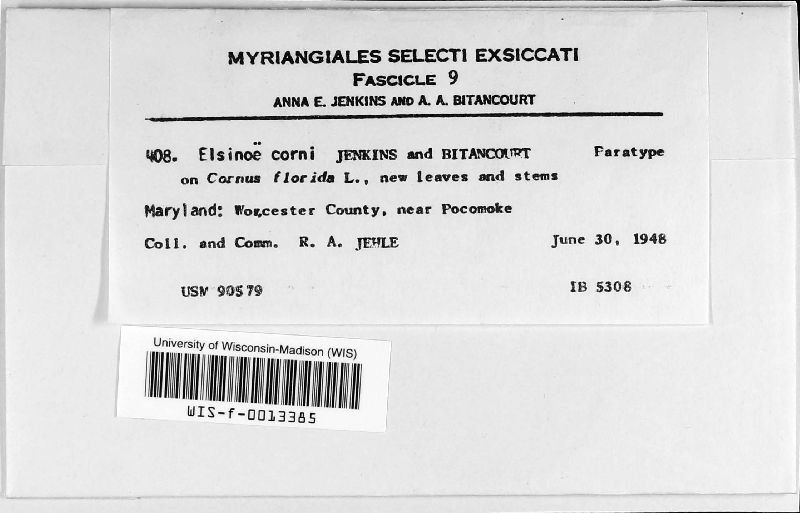 MYRIANGIALES SELECTI EXSICCATI
FASCICLE 9
ANNA E. JENKINS AND A. A. BITANCOURT
408. Elsinoë corni JENKINS and BITANCOURT Paratype
on Cornus florida L., new leaves and stems
Maryland: Worcester County, near Pocomoke
Coll. and Comm. R. A. JEHLE June 30, 1948
USM 90579 IB 5308
University of Wisconsin-Madison (WIS)
WIS-f-0013385